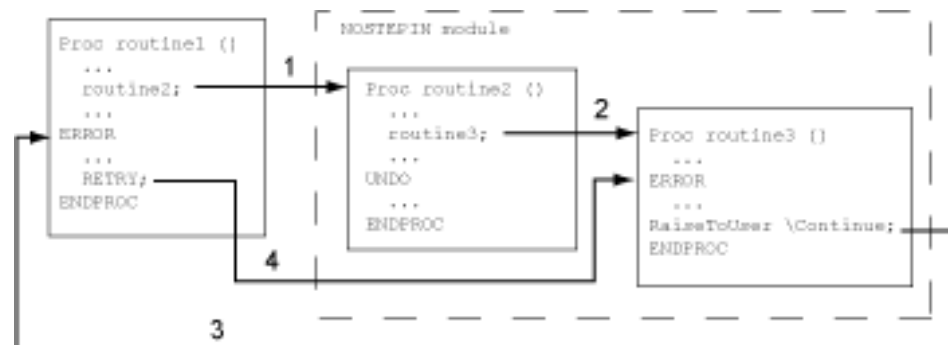 NOSTEPIN module
Proc routine1 ()
...
routine2;
...
ERROR
...
RETRY;
ENDPROC
1
Proc routine2 ()
...
routine3;
...
UNDO
...
ENDPROC
2
Proc routine3 ()
...
ERROR
...
RaiseToUser \Continue;
ENDPROC
4
3